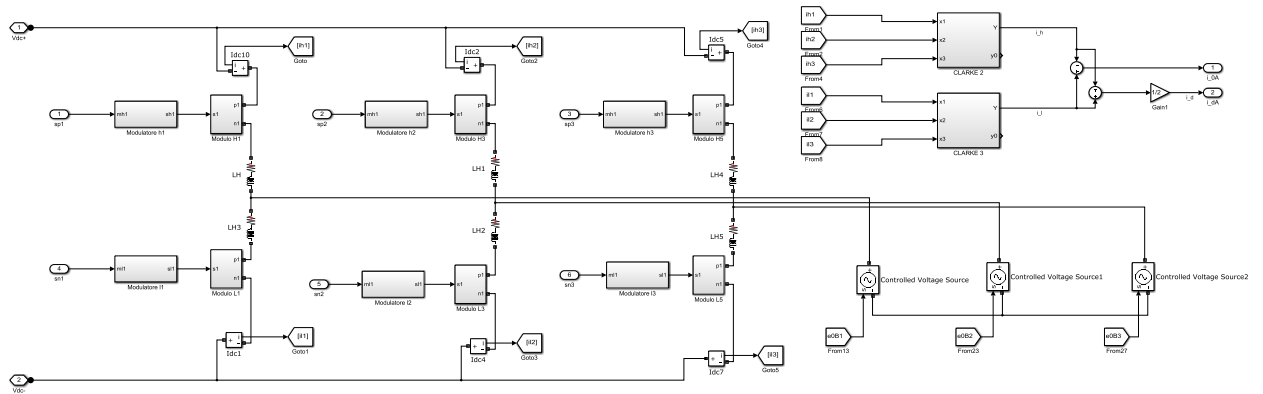 1
Vdc+
Idc10
i
+
-
[ih1]
Goto
Idc2
i
+
-
[ih2]
Goto2
Idc5
i
+
-
[ih3]
Goto4
1
sp1
mh1
sh1
Modulatore h1
s1
p1
n1
Modulo H1
2
sp2
mh1
sh1
Modulatore h2
s1
p1
n1
Modulo H3
3
sp3
mh1
sh1
Modulatore h3
s1
p1
n1
Modulo H5
LH
LH1
LH4
LH3
LH2
LH5
4
sn1
ml1
sl1
Modulatore l1
s1
p1
n1
Modulo L1
5
sn2
ml1
sl1
Modulatore l2
s1
p1
n1
Modulo L3
6
sn3
ml1
sl1
Modulatore l3
s1
p1
n1
Modulo L5
+
i
-
Idc1
[il1]
Goto1
+
i
-
Idc4
[il2]
Goto3
+
i
-
Idc7
[il3]
Goto5
2
Vdc-
ih1
From1
ih2
From2
ih3
From4
x1
x2
x3
Y
y0
CLARKE 2
i_h
il1
il2
From7
il3
From8
x1
x2
x3
Y
y0
CLARKE 3
i_l
1/2
Gain1
i_d
1
i_0A
2
i_dA
Controlled Voltage Source
Controlled Voltage Source1
Controlled Voltage Source2
e0B1
From13
e0B2
From23
e0B3
From27